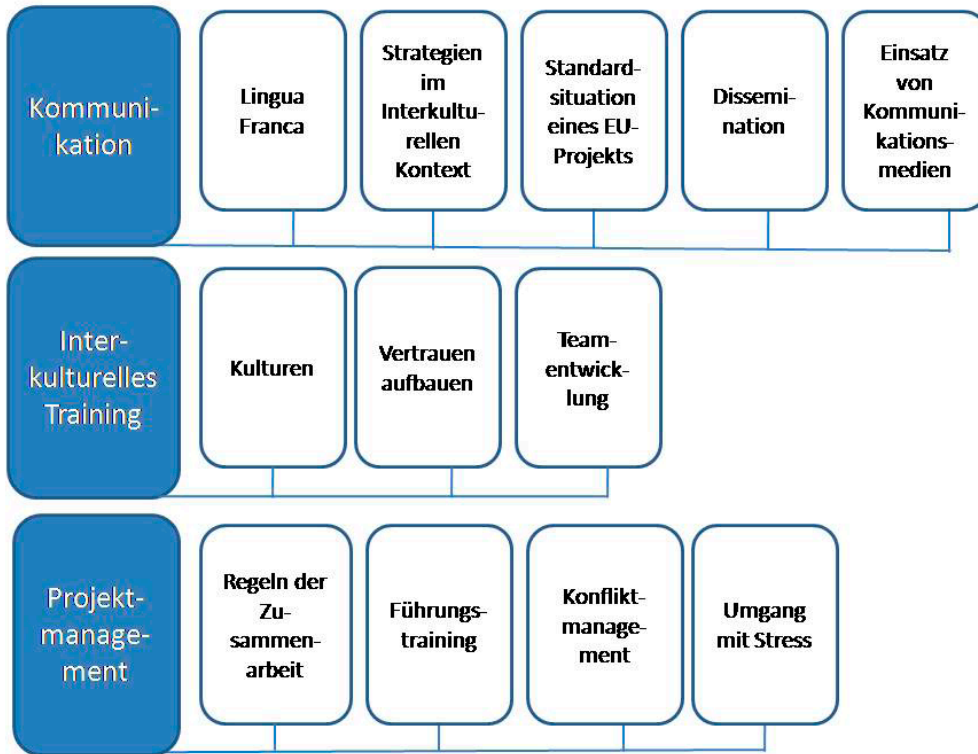 Kommuni-
kation
Lingua
Franca
Strategien
im
Interkultu-
rellen
Kontext
Standard-
situation
eines EU-
Projekts
Dissemi-
nation
Einsatz
von
Kommuni-
kations-
medien
Inter-
kulturelles
Training
Kulturen
Vertrauen
aufbauen
Team-
entwick-
lung
Projekt-
manage-
ment
Regeln der
Zu-
sammen-
arbeit
Führungs-
training
Konflikt-
manage-
ment
Umgang
mit Stress